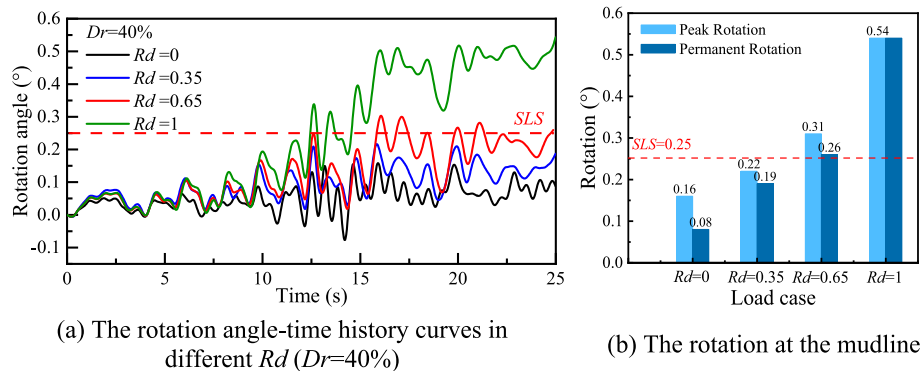 0.6
0.5
0.4
0.3
0.2
0.1
0.0
-0.1
Rotation angle (°)
Dr=40%
Rd=0
Rd=0.35
Rd=0.65
Rd=1
SLS
0 5 10 15 20 25
Time (s)
(a) The rotation angle-time history curves in
different Rd (Dr=40%)
0.6
0.5
0.4
0.3
0.2
0.1
0.0
Rotation (°)
Peak Rotation
Permanent Rotation
SLS=0.25
0.16
0.08
0.22
0.19
0.31
0.26
0.54
Rd=0 Rd=0.35 Rd=0.65 Rd=1
Load case
(b) The rotation at the mudline